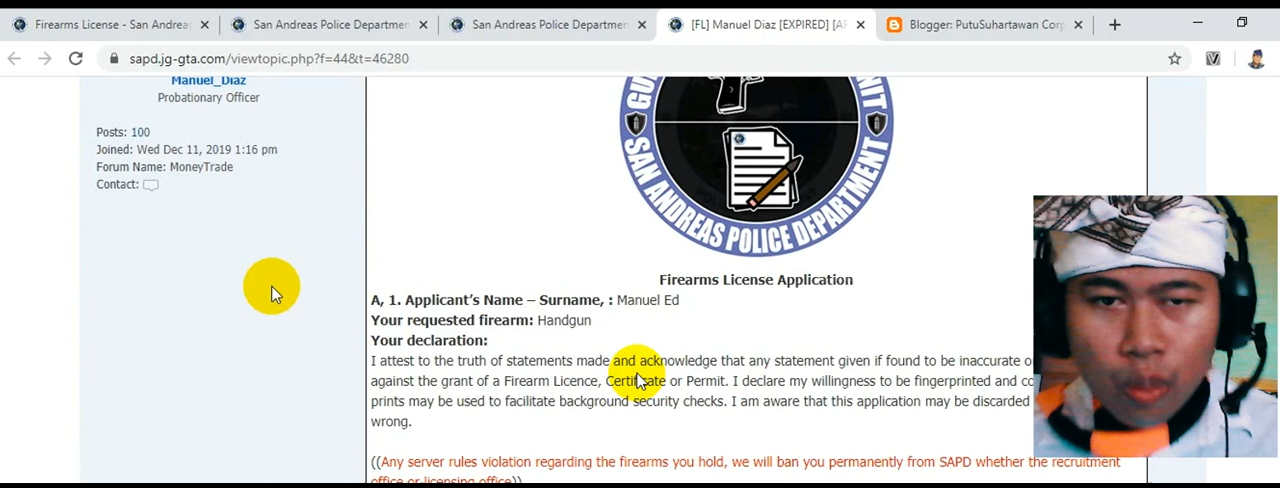 Firearms License - San Andreas
San Andreas Police Departmen
San Andreas Police Departmen
[FL] Manuel Diaz [EXPIRED] [AF
Blogger: PutuSuhartawan Corp
sapd.jg-gta.com/viewtopic.php?f=44&t=46280
Manuel_Diaz
Probationary Officer
Posts: 100
Joined: Wed Dec 11, 2019 1:16 pm
Forum Name: MoneyTrade
Contact:
SAN ANDREAS POLICE DEPARTMENT
Firearms License Application
A, 1. Applicant's Name – Surname, : Manuel Ed
Your requested firearm: Handgun
Your declaration:
I attest to the truth of statements made and acknowledge that any statement given if found to be inaccurate o
against the grant of a Firearm Licence, Certificate or Permit. I declare my willingness to be fingerprinted and co
prints may be used to facilitate background security checks. I am aware that this application may be discarded
wrong.
((Any server rules violation regarding the firearms you hold, we will ban you permanently from SAPD whether the recruitment
office or licensing office))